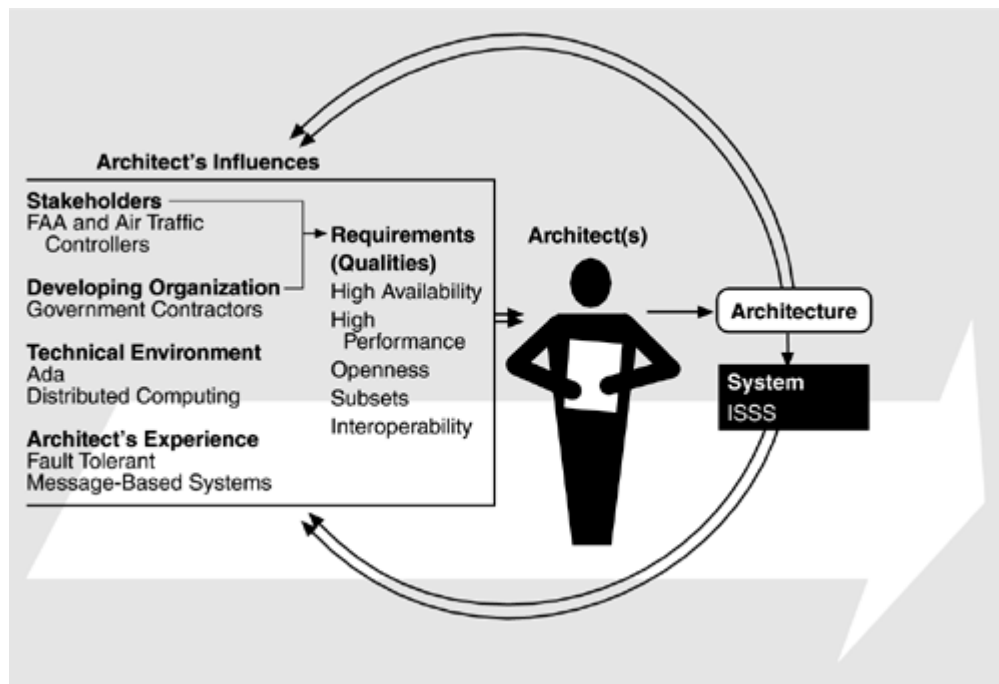 Architect's Influences
Stakeholders
FAA and Air Traffic
Controllers
Developing Organization
Government Contractors
Technical Environment
Ada
Distributed Computing
Architect's Experience
Fault Tolerant
Message-Based Systems
Requirements
(Qualities)
High Availability
High
Performance
Openness
Subsets
Interoperability
Architect(s)
Architecture
System
ISSS